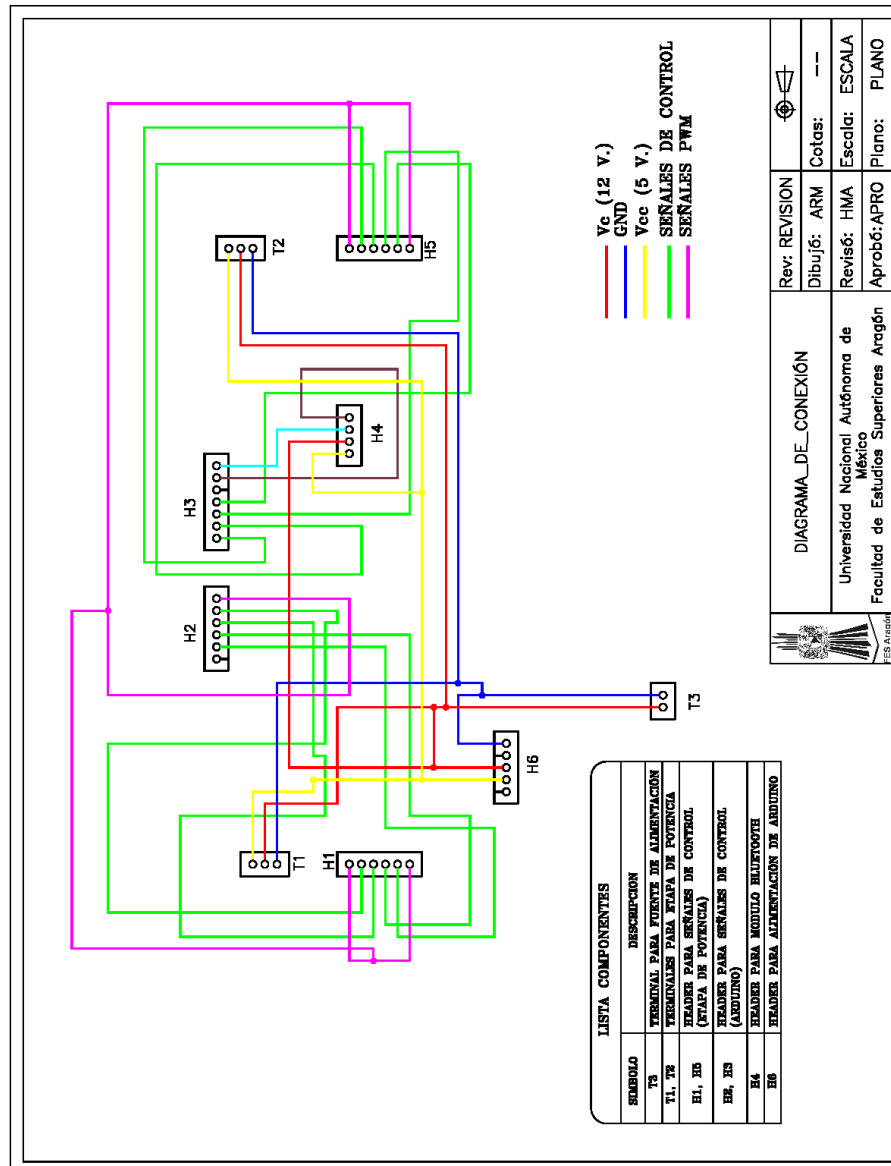 T2
H5
H3
H4
H2
T1
H1
H6
T3
Vc (12 V.)
GND
Vcc (5 V.)
SEÑALES DE CONTROL
SEÑALES PWM
LISTA COMPONENTES
SIMBOLO DESCRIPCION
T3 TERMINAL PARA FUENTE DE ALIMENTACIÓN
T1, T2 TERMINALES PARA ETAPA DE POTENCIA
H1, H5 HEADER PARA SEÑALES DE CONTROL
(ETAPA DE POTENCIA)
H2, H3 HEADER PARA SEÑALES DE CONTROL
(ARDUINO)
H4 HEADER PARA MODULO BLUETOOTH
H6 HEADER PARA ALIMENTACIÓN DE ARDUINO
FES Aragón
DIAGRAMA_DE_CONEXIÓN
Universidad Nacional Autónoma de
México
Facultad de Estudios Superiores Aragón
Rev: REVISION
Dibujó: ARM Cotas: --
Revisó: HMA Escala: ESCALA
Aprobó: APRO Plano: PLANO